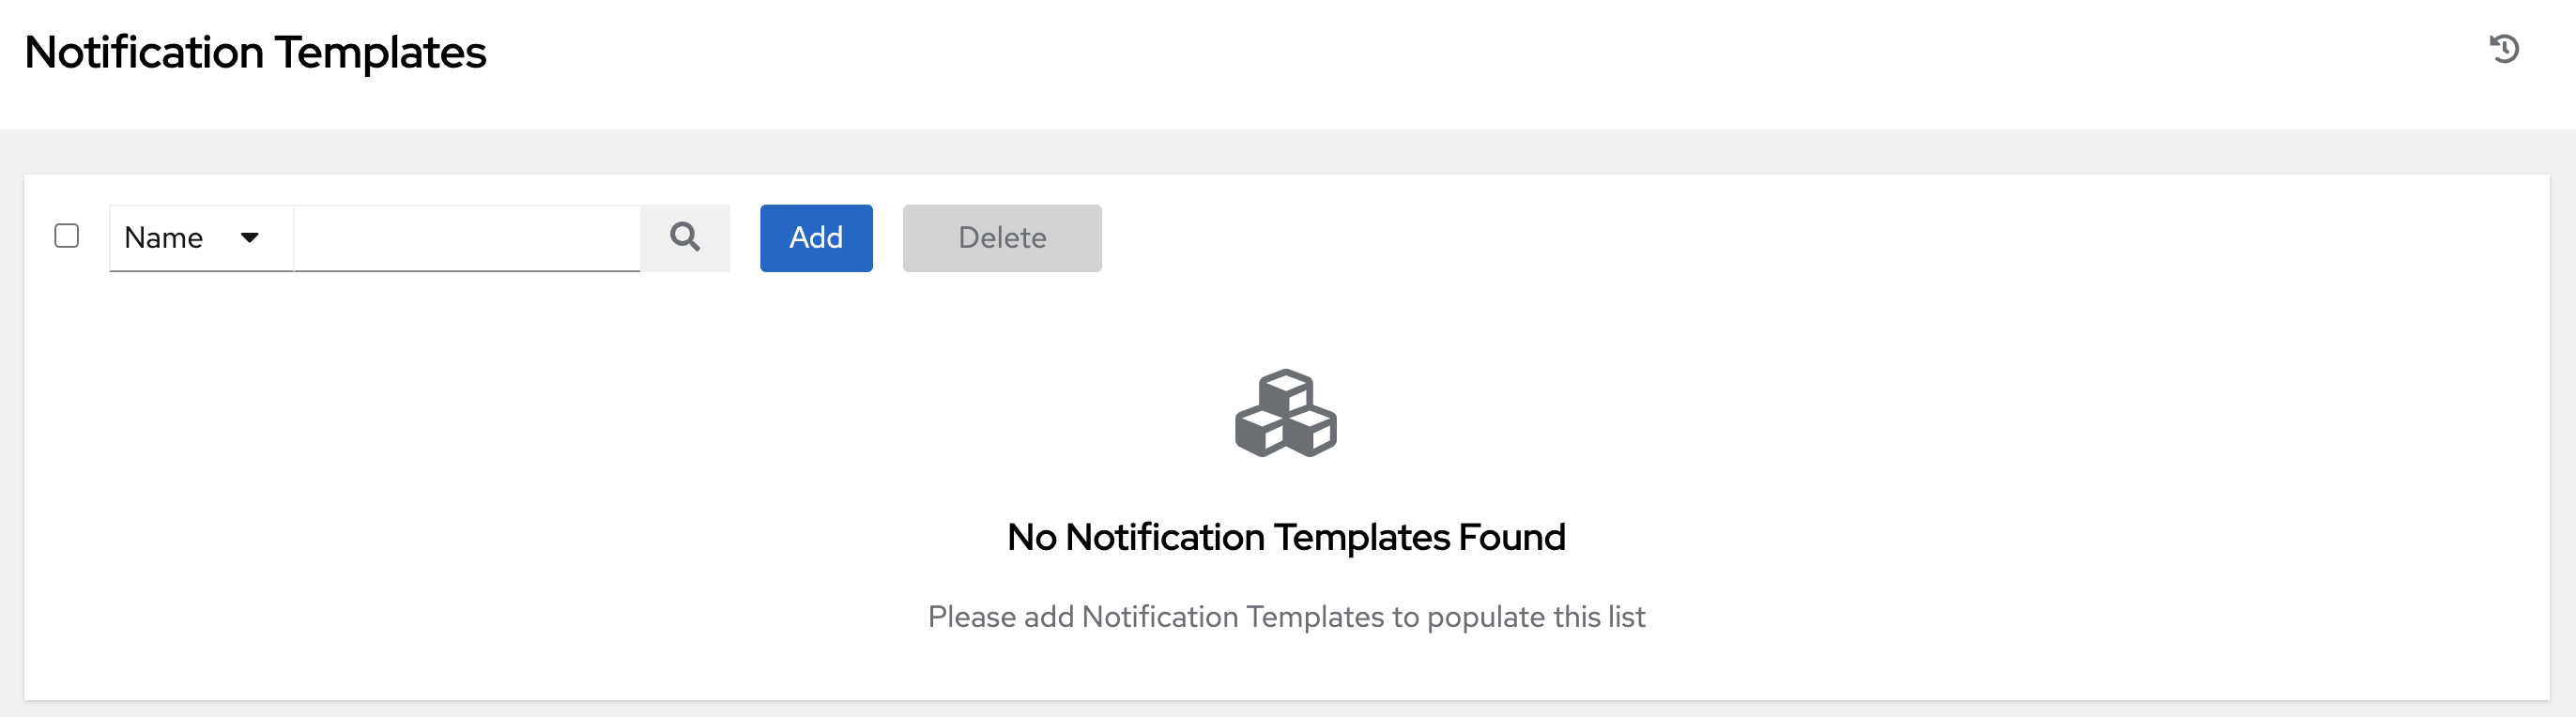 Notification Templates
Name
Add
Delete
No Notification Templates Found
Please add Notification Templates to populate this list